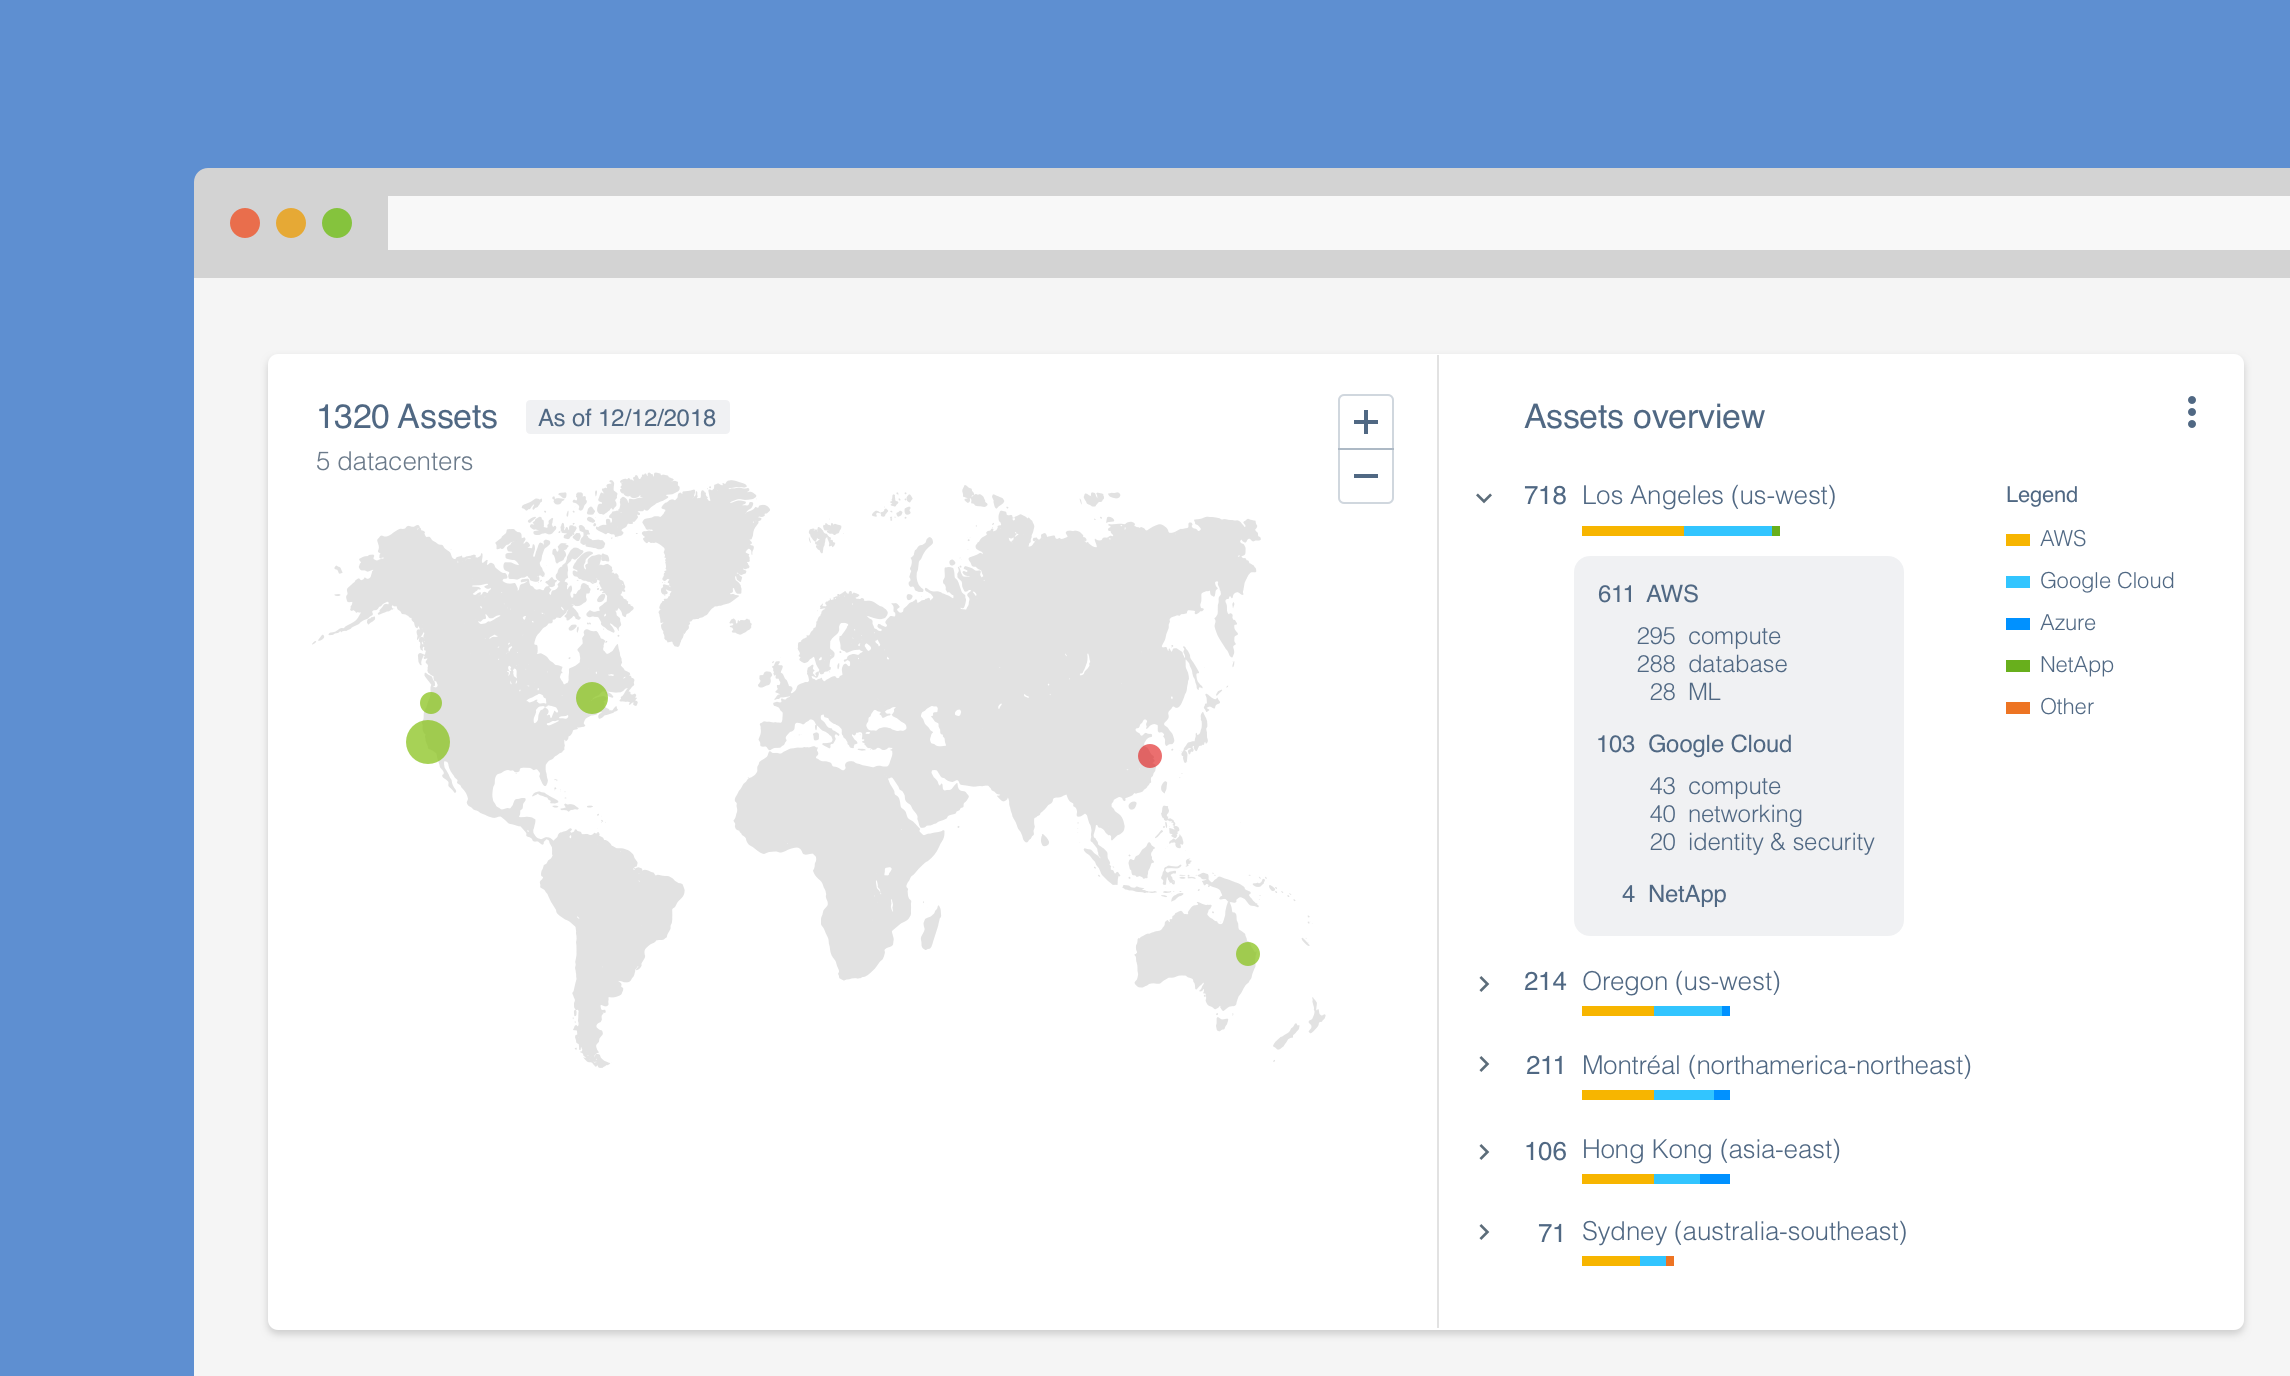 1320 Assets
As of 12/12/2018
5 datacenters
Assets overview
718 Los Angeles (us-west)
611 AWS
295 compute
288 database
28 ML
103 Google Cloud
43 compute
40 networking
20 identity & security
4 NetApp
214 Oregon (us-west)
211 Montréal (northamerica-northeast)
106 Hong Kong (asia-east)
71 Sydney (australia-southeast)
Legend
AWS
Google Cloud
Azure
NetApp
Other